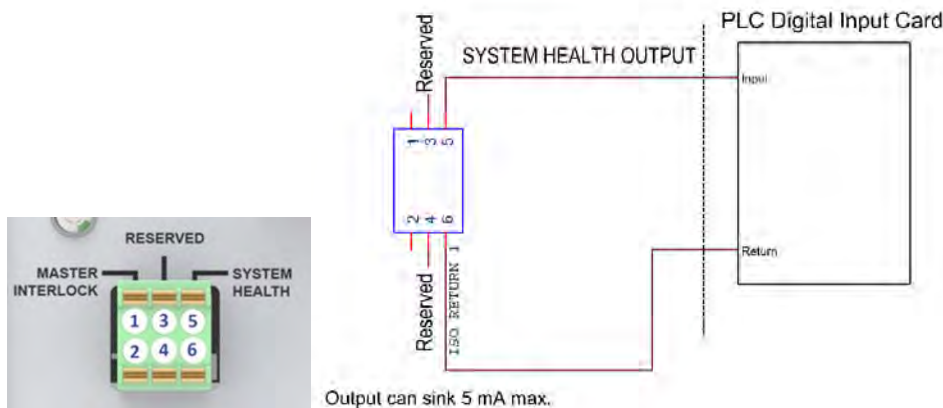 RESERVED
MASTER
INTERLOCK
SYSTEM
HEALTH
1 3 5
2 4 6
PLC Digital Input Card
SYSTEM HEALTH OUTPUT
Reserved
Input
1 3 5
2 4 6
Reserved
ISO RETURN 1
Return
Output can sink 5 mA max.